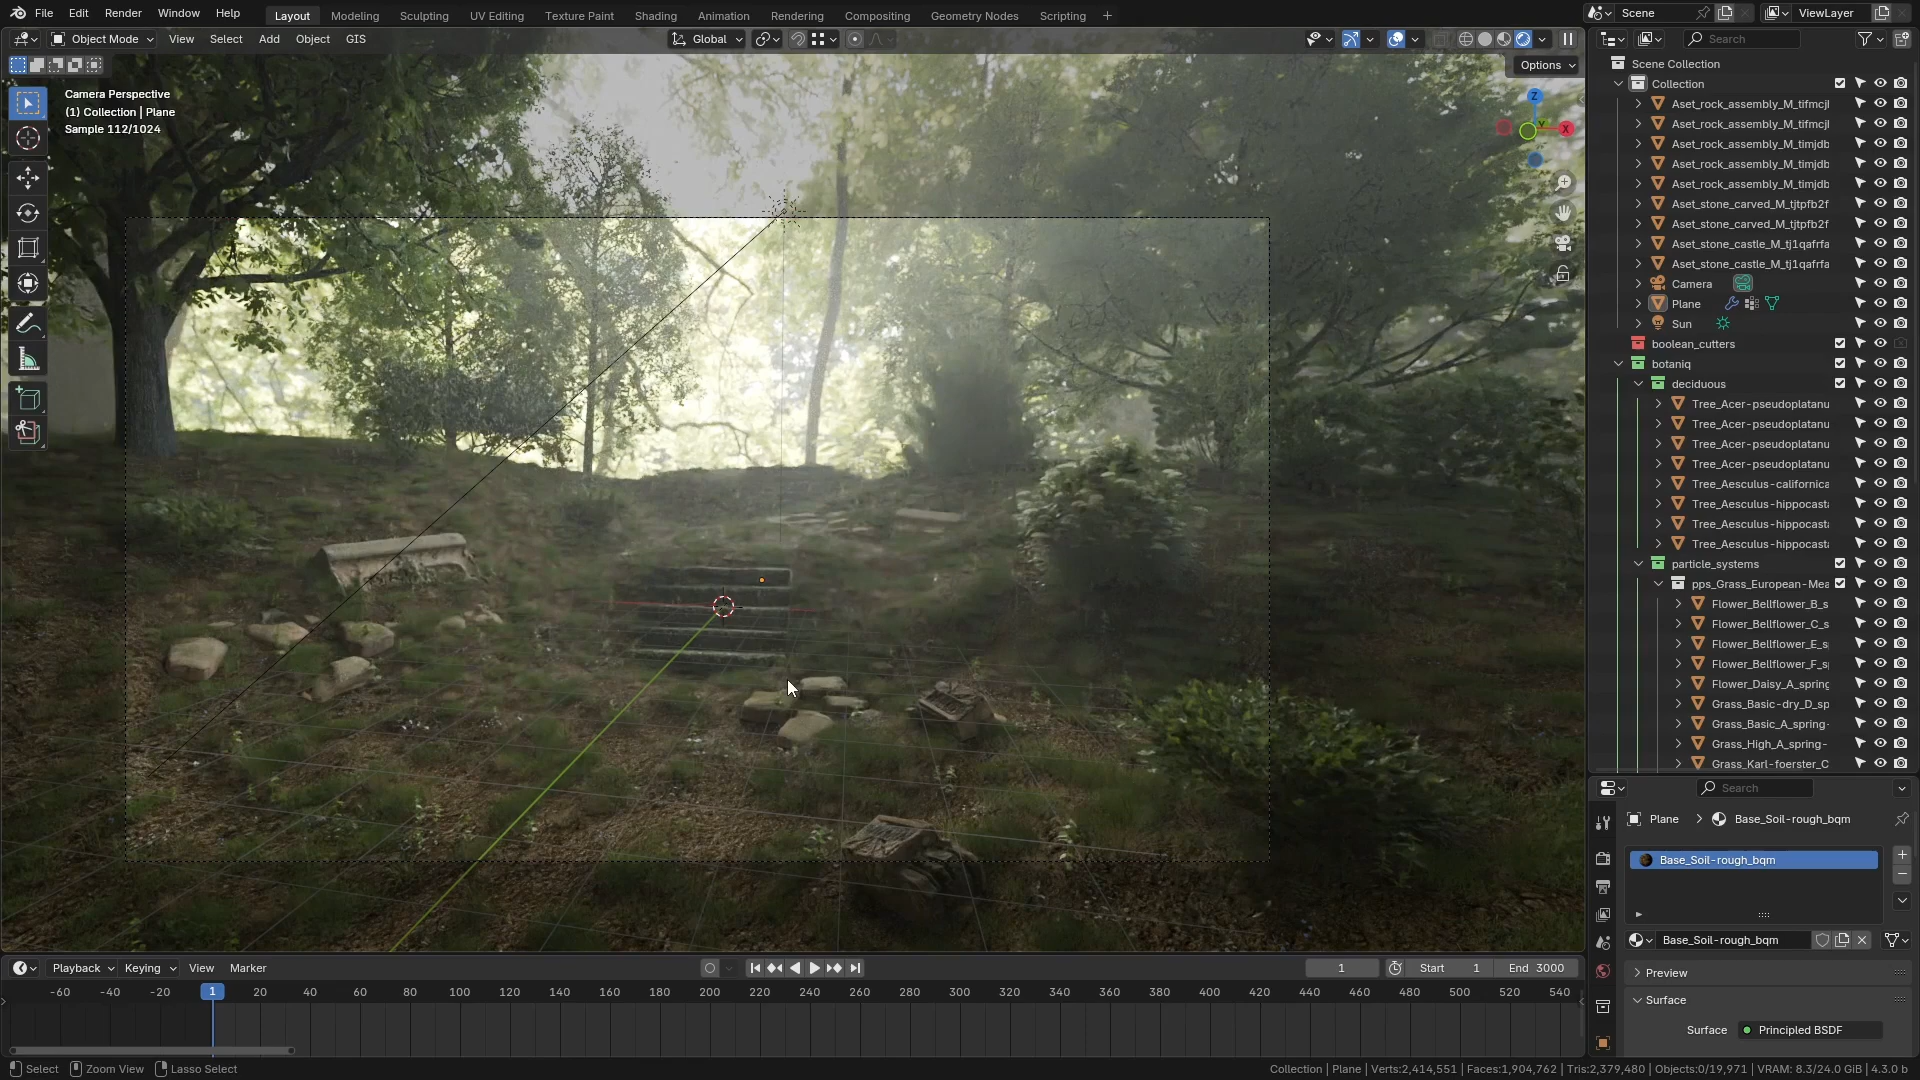 File Edit Render Window Help
Layout Modeling Sculpting UV Editing Texture Paint Shading Animation Rendering Compositing Geometry Nodes Scripting +
Scene
ViewLayer
Object Mode View Select Add Object GIS
Global
Options
Camera Perspective
(1) Collection | Plane
Sample 112/1024
Z
Y
X
Search
Scene Collection
Collection
Aset_rock_assembly_M_tifmcjl
Aset_rock_assembly_M_tifmcjl
Aset_rock_assembly_M_timjdb
Aset_rock_assembly_M_timjdb
Aset_rock_assembly_M_timjdb
Aset_stone_carved_M_tjtpfb2f
Aset_stone_carved_M_tjtpfb2f
Aset_stone_castle_M_tj1qafrfa
Aset_stone_castle_M_tj1qafrfa
Camera
Plane
Sun
boolean_cutters
botaniq
deciduous
Tree_Acer-pseudoplatanu
Tree_Acer-pseudoplatanu
Tree_Acer-pseudoplatanu
Tree_Acer-pseudoplatanu
Tree_Aesculus-california
Tree_Aesculus-hippocasta
Tree_Aesculus-hippocasta
Tree_Aesculus-hippocasta
particle_systems
pps_Grass_European-Mea
Flower_Bellflower_B_s
Flower_Bellflower_C_s
Flower_Bellflower_E_s
Flower_Bellflower_F_s
Flower_Daisy_A_spring
Grass_Basic-dry_D_sp
Grass_Basic_A_spring-
Grass_High_A_spring-
Grass_Karl-foerster_C
Search
Plane > Base_Soil-rough_bqm
Base_Soil-rough_bqm
Base_Soil-rough_bqm
Preview
Surface
Surface Principled BSDF
Playback Keying View Marker
1 Start 1 End 3000
-60 -40 -20 1 20 40 60 80 100 120 140 160 180 200 220 240 260 280 300 320 340 360 380 400 420 440 460 480 500 520 540
Select Zoom View Lasso Select
Collection | Plane | Verts:2,414,551 | Faces:1,904,762 | Tris:2,379,480 | Objects:0/19,971 | VRAM: 8.3/24.0 GiB | 4.3.0 b